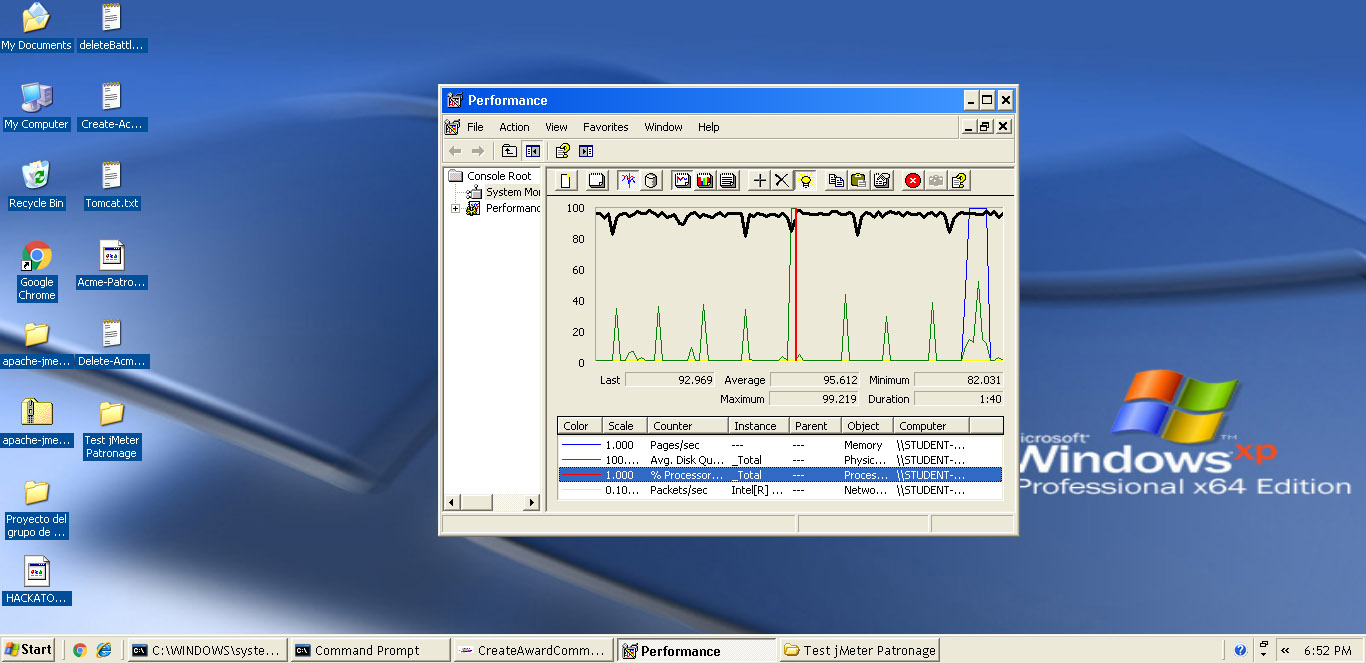 My Documents
deleteBattl...
My Computer
Create-Ac...
Recycle Bin
Tomcat.txt
Google
Chrome
Acme-Patro...
apache-jme...
Delete-Acm...
apache-jme...
Test jMeter
Patronage
Proyecto del
grupo de ...
HACKATO...
Performance
File Action View Favorites Window Help
Console Root
System Mo
Performanc
100
80
60
40
20
0
Last 92.969 Average 95.612 Minimum 82.031
Maximum 99.219 Duration 1:40
Color Scale Counter Instance Parent Object Computer
1.000 Pages/sec --- --- Memory \\STUDENT-...
100.... Avg. Disk Qu... _Total --- Physic... \\STUDENT-...
1.000 % Processor... _Total --- Proces... \\STUDENT-...
0.10... Packets/sec Intel[R] ... --- Netwo... \\STUDENT-...
icrosoft®
Windows xp
Professional x64 Edition
TM
Start C:\WINDOWS\syste... Command Prompt CreateAwardComm... Performance Test jMeter Patronage 6:52 PM